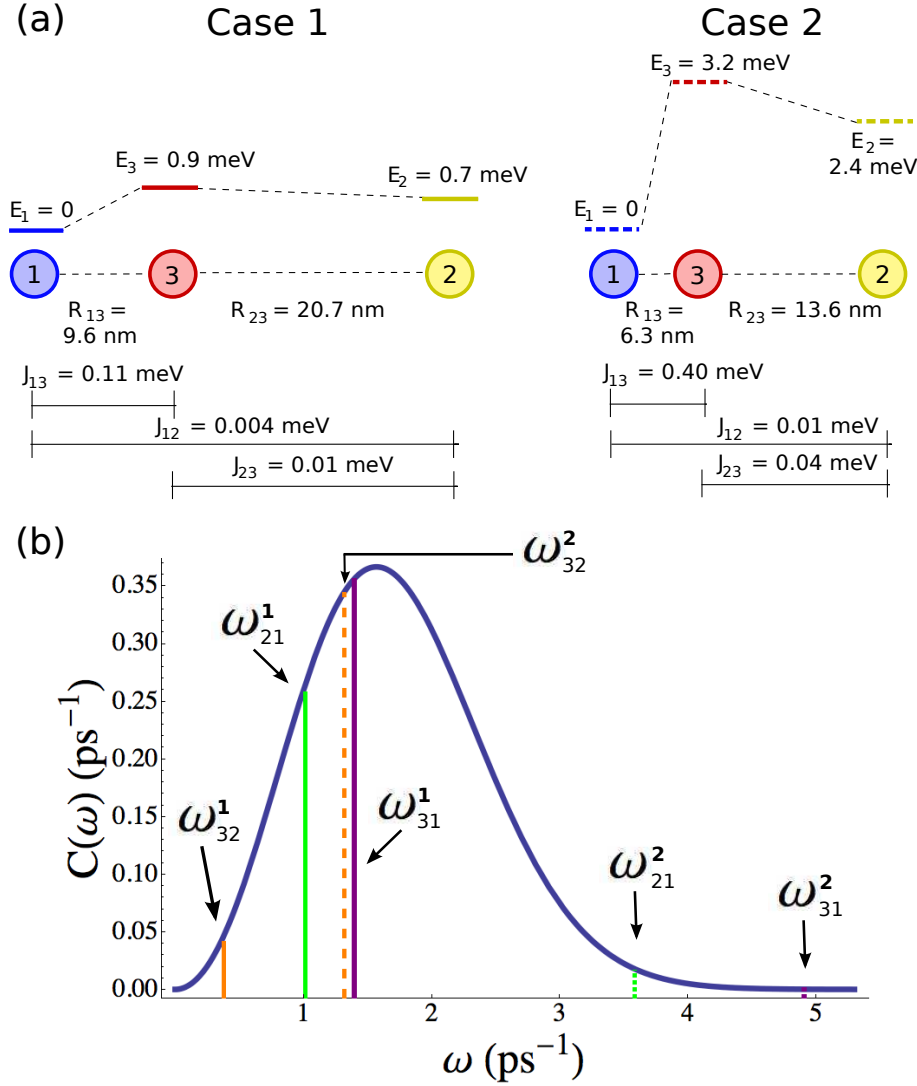 (a) Case 1 Case 2
E₃ = 3.2 meV
E₃ = 0.9 meV
E₂ = 0.7 meV
E₂ =
2.4 meV
E₁ = 0
E₁ = 0
1 3 2
1 3 2
R₁₃ =
9.6 nm
R₂₃ = 20.7 nm
R₁₃ =
6.3 nm
R₂₃ = 13.6 nm
J₁₃ = 0.11 meV
J₁₂ = 0.004 meV
J₂₃ = 0.01 meV
J₁₃ = 0.40 meV
J₁₂ = 0.01 meV
J₂₃ = 0.04 meV
(b)
C(ω) (ps⁻¹)
0.35
0.30
0.25
0.20
0.15
0.10
0.05
0.00
ω²₃₂
ω¹₂₁
ω¹₃₂
ω¹₃₁
ω²₂₁
ω²₃₁
1 2 3 4 5
ω (ps⁻¹)